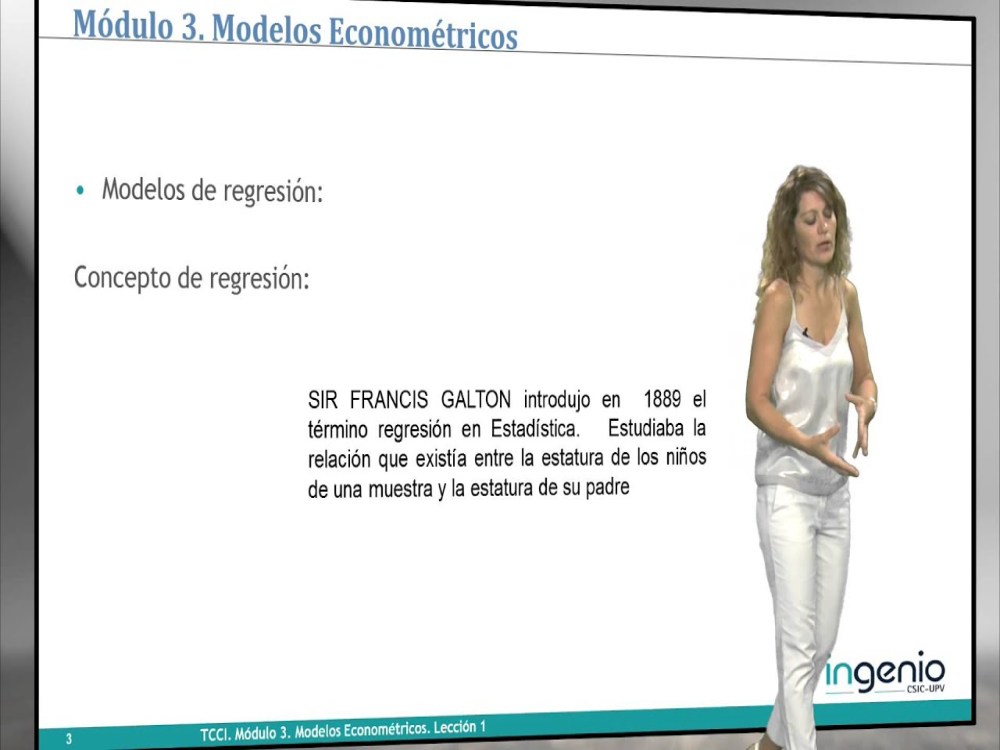 Módulo 3. Modelos Econométricos
• Modelos de regresión:
Concepto de regresión:
SIR FRANCIS GALTON introdujo en 1889 el
término regresión en Estadística. Estudiaba la
relación que existía entre la estatura de los niños
de una muestra y la estatura de su padre
ingenio
CSIC-UPV
3
TCCI. Módulo 3. Modelos Econométricos. Lección 1